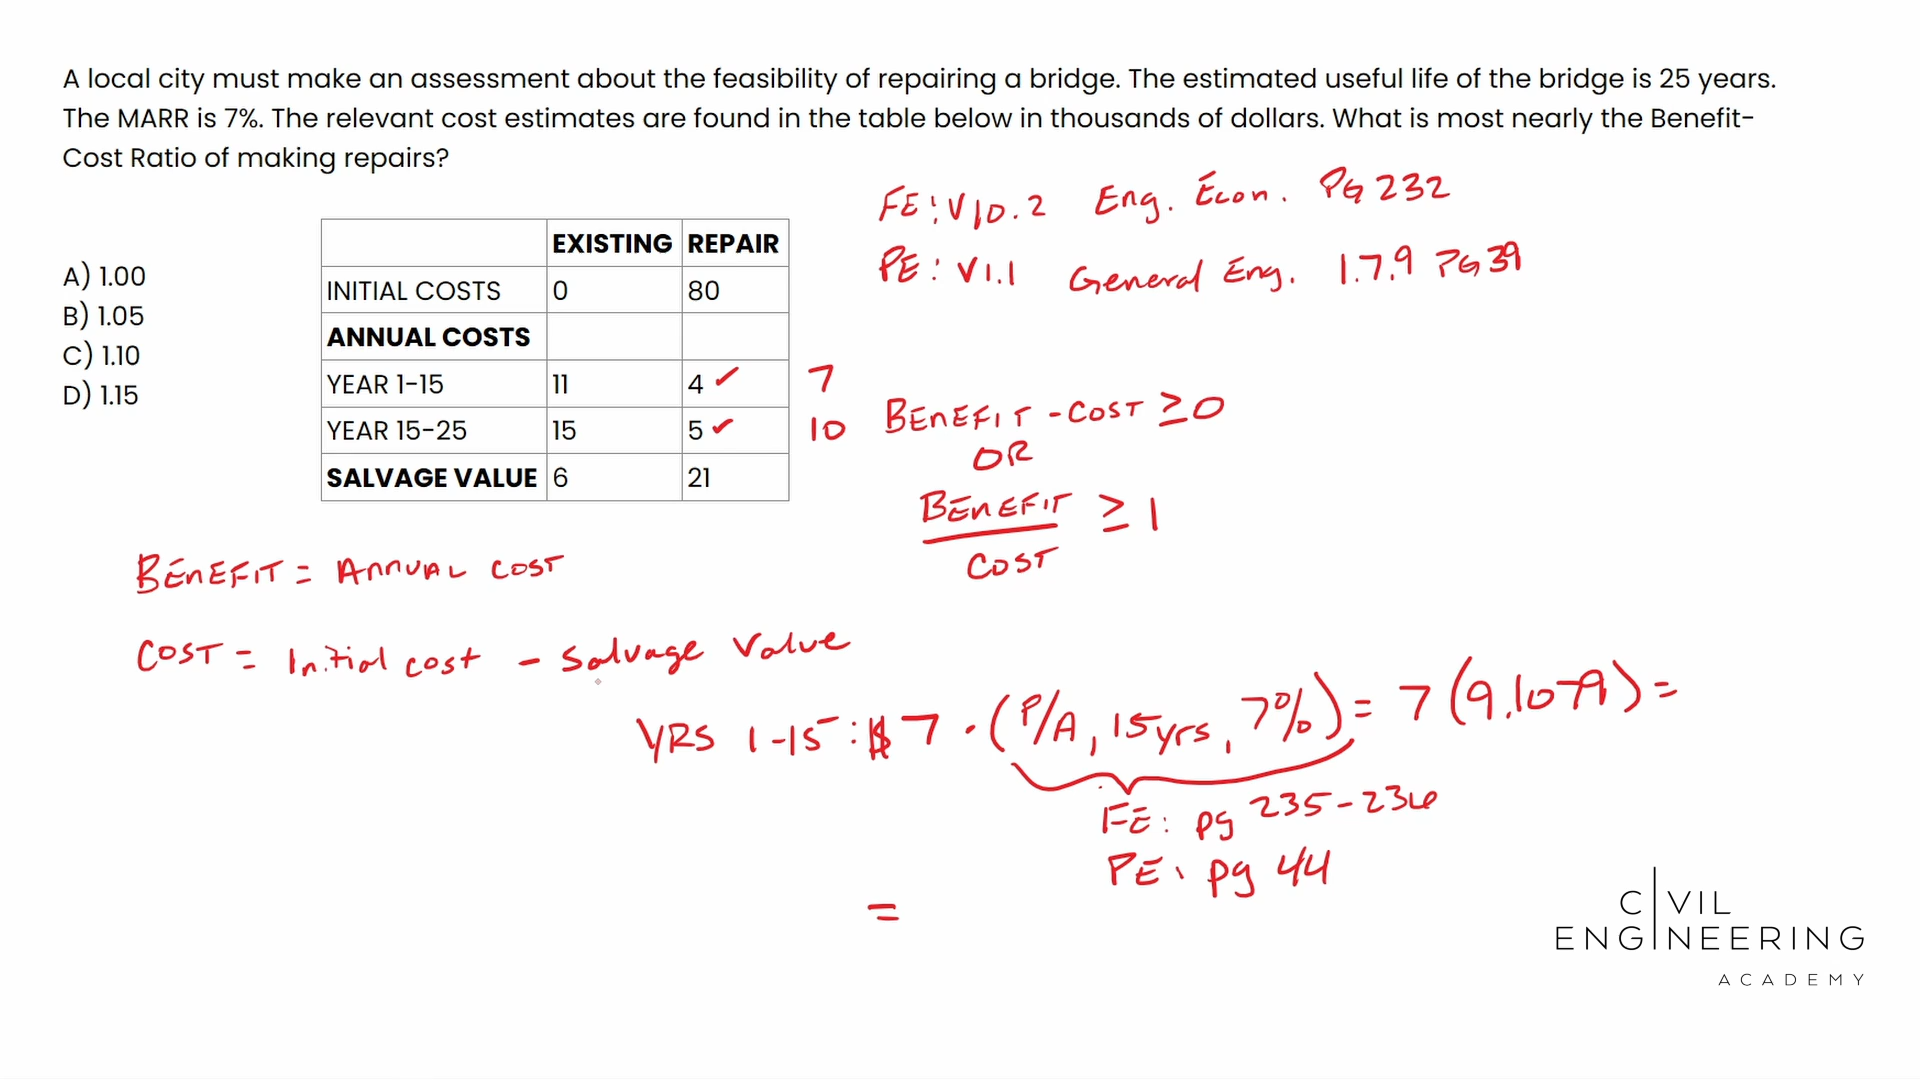 A local city must make an assessment about the feasibility of repairing a bridge. The estimated useful life of the bridge is 25 years.
The MARR is 7%. The relevant cost estimates are found in the table below in thousands of dollars. What is most nearly the Benefit-
Cost Ratio of making repairs?
FE: V10.2 Eng. Econ. PG 232
PE: V1.1 General Eng. 1.7.9 PG 39
A) 1.00
B) 1.05
C) 1.10
D) 1.15
EXISTING REPAIR
INITIAL COSTS 0 80
ANNUAL COSTS
YEAR 1-15 11 4 ✓ 7
YEAR 15-25 15 5 ✓ 10
SALVAGE VALUE 6 21
BENEFIT - COST ≥ 0
OR
BENEFIT ≥ 1
COST
BENEFIT = ANNUAL COST
COST = Initial cost - Salvage Value
YRS 1-15: $7 · (P/A, 15yrs, 7%) = 7 (9.1079) =
FE: pg 235-236
PE: pg 44
=
CIVIL
ENGINEERING
ACADEMY